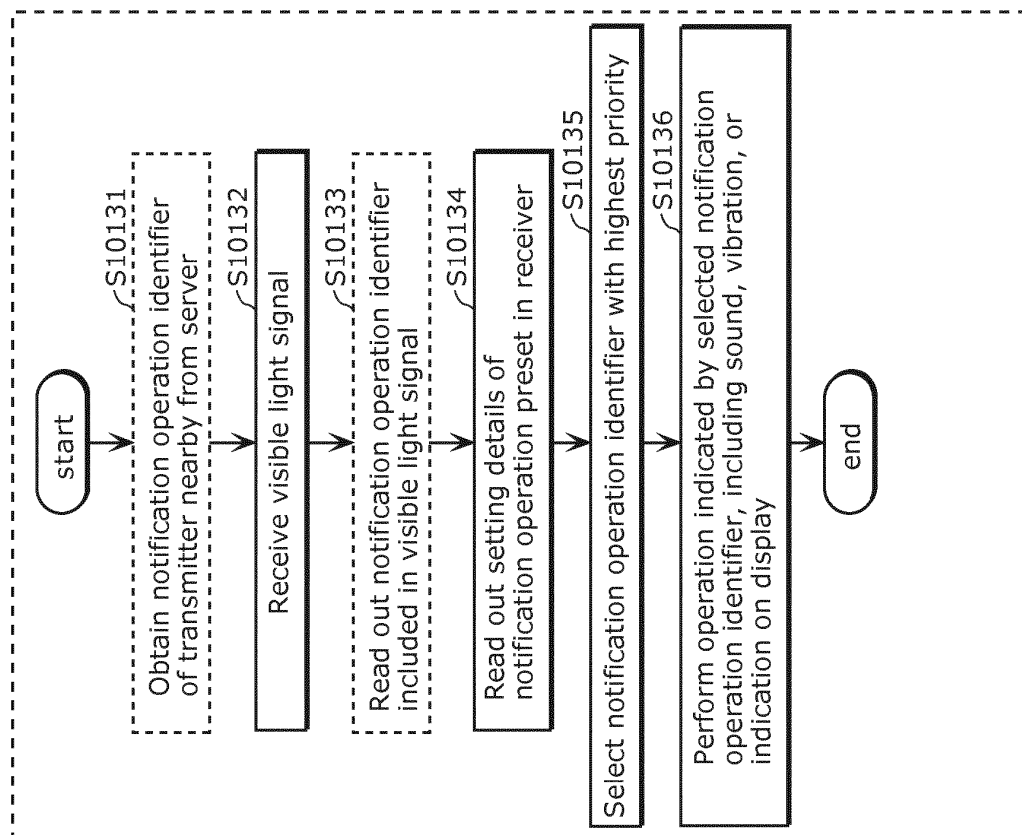 start
S10131
Obtain notification operation identifier
of transmitter nearby from server
S10132
Receive visible light signal
S10133
Read out notification operation identifier
included in visible light signal
S10134
Read out setting details of
notification operation preset in receiver
S10135
Select notification operation identifier with highest priority
S10136
Perform operation indicated by selected notification
operation identifier, including sound, vibration, or
indication on display
end